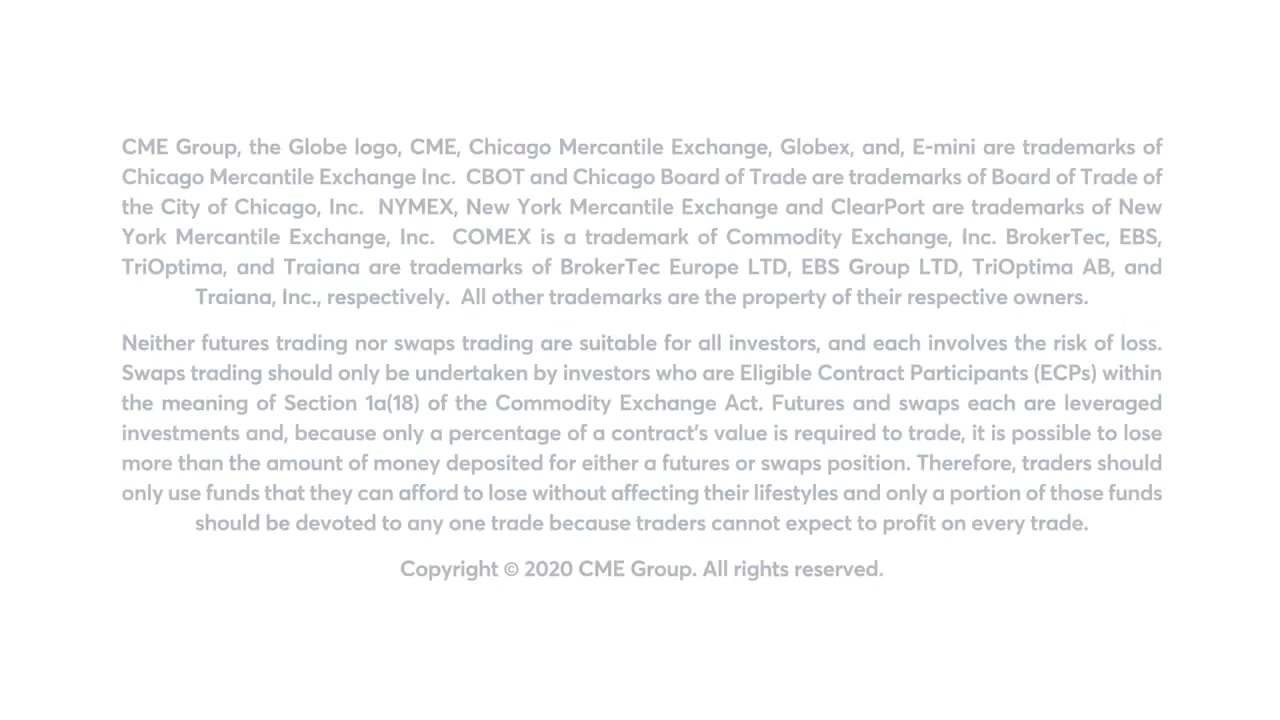 CME Group, the Globe logo, CME, Chicago Mercantile Exchange, Globex, and, E-mini are trademarks of
Chicago Mercantile Exchange Inc.  CBOT and Chicago Board of Trade are trademarks of Board of Trade of
the City of Chicago, Inc.  NYMEX, New York Mercantile Exchange and ClearPort are trademarks of New
York Mercantile Exchange, Inc.  COMEX is a trademark of Commodity Exchange, Inc. BrokerTec, EBS,
TriOptima, and Traiana are trademarks of BrokerTec Europe LTD, EBS Group LTD, TriOptima AB, and
Traiana, Inc., respectively.  All other trademarks are the property of their respective owners.
Neither futures trading nor swaps trading are suitable for all investors, and each involves the risk of loss.
Swaps trading should only be undertaken by investors who are Eligible Contract Participants (ECPs) within
the meaning of Section 1a(18) of the Commodity Exchange Act. Futures and swaps each are leveraged
investments and, because only a percentage of a contract's value is required to trade, it is possible to lose
more than the amount of money deposited for either a futures or swaps position. Therefore, traders should
only use funds that they can afford to lose without affecting their lifestyles and only a portion of those funds
should be devoted to any one trade because traders cannot expect to profit on every trade.
Copyright © 2020 CME Group. All rights reserved.